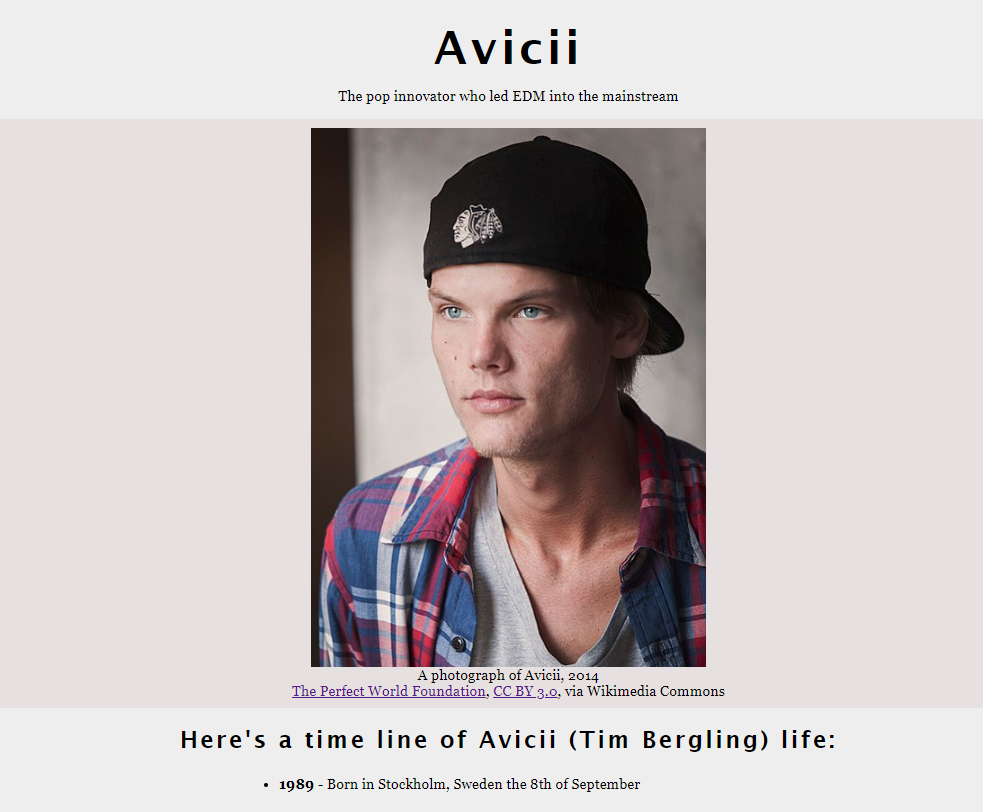 Avicii
The pop innovator who led EDM into the mainstream
A photograph of Avicii, 2014
The Perfect World Foundation, CC BY 3.0, via Wikimedia Commons
Here's a time line of Avicii (Tim Bergling) life:
• 1989 - Born in Stockholm, Sweden the 8th of September